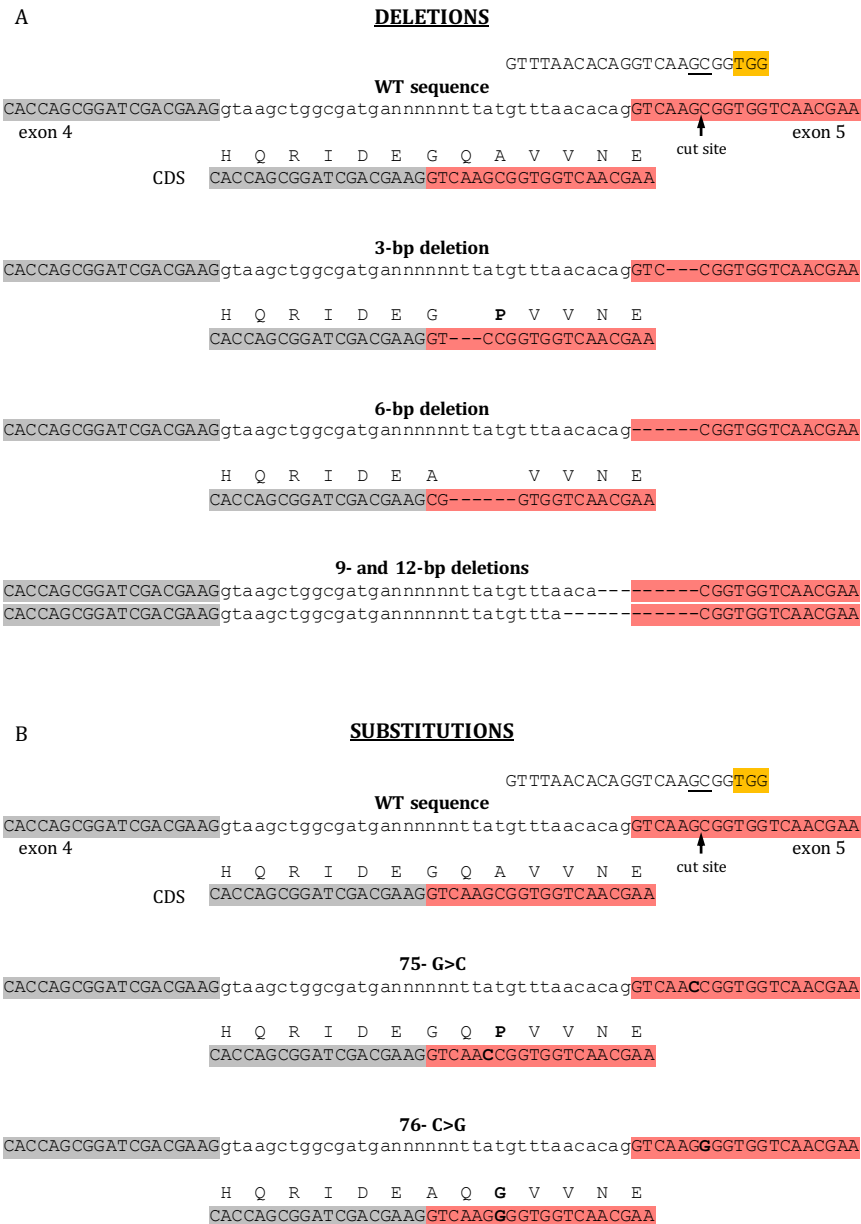 A
DELETIONS
GTTTAACACAGGTCAAGCGGTGG
WT sequence
CACCAGCGGATCGACGAAGgtaagctggcgatgannnnnnttatgtttaacacagGTCAAGCGGTGGTCAACGAA
exon 4 cut site exon 5
H Q R I D E G Q A V V N E
CDS CACCAGCGGATCGACGAAGGTCAAGCGGTGGTCAACGAA
3-bp deletion
CACCAGCGGATCGACGAAGgtaagctggcgatgannnnnnttatgtttaacacagGTC---CGGTGGTCAACGAA
H Q R I D E G P V V N E
CACCAGCGGATCGACGAAGGT---CCGGTGGTCAACGAA
6-bp deletion
CACCAGCGGATCGACGAAGgtaagctggcgatgannnnnnttatgtttaacacag------CGGTGGTCAACGAA
H Q R I D E A V V N E
CACCAGCGGATCGACGAAGCG------GTGGTCAACGAA
9- and 12-bp deletions
CACCAGCGGATCGACGAAGgtaagctggcgatgannnnnnttatgtttaaca---------CGGTGGTCAACGAA
CACCAGCGGATCGACGAAGgtaagctggcgatgannnnnnttatgttta------------CGGTGGTCAACGAA
B
SUBSTITUTIONS
GTTTAACACAGGTCAAGCGGTGG
WT sequence
CACCAGCGGATCGACGAAGgtaagctggcgatgannnnnnttatgtttaacacagGTCAAGCGGTGGTCAACGAA
exon 4 cut site exon 5
H Q R I D E G Q A V V N E
CDS CACCAGCGGATCGACGAAGGTCAAGCGGTGGTCAACGAA
75- G>C
CACCAGCGGATCGACGAAGgtaagctggcgatgannnnnnttatgtttaacacagGTCAACCGGTGGTCAACGAA
H Q R I D E G Q P V V N E
CACCAGCGGATCGACGAAGGTCAACCGGTGGTCAACGAA
76- C>G
CACCAGCGGATCGACGAAGgtaagctggcgatgannnnnnttatgtttaacacagGTCAAGGGGTGGTCAACGAA
H Q R I D E A Q G V V N E
CACCAGCGGATCGACGAAGGTCAAGGGGTGGTCAACGAA